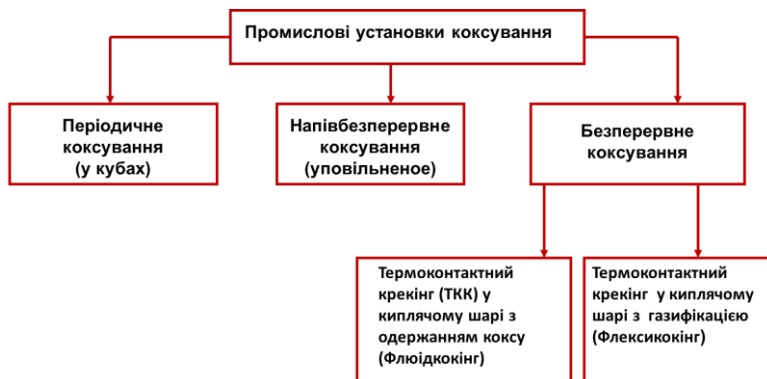 Промислові установки коксування
Періодичне
коксування
(у кубах)
Напівбезперервне
коксування
(уповільненое)
Безперервне
коксування
Термоконтактний
крекінг (ТКК) у
киплячому шарі з
одержанням коксу
(Флюідкокінг)
Термоконтактний
крекінг у киплячому
шарі з газифікацією
(Флексикокінг)